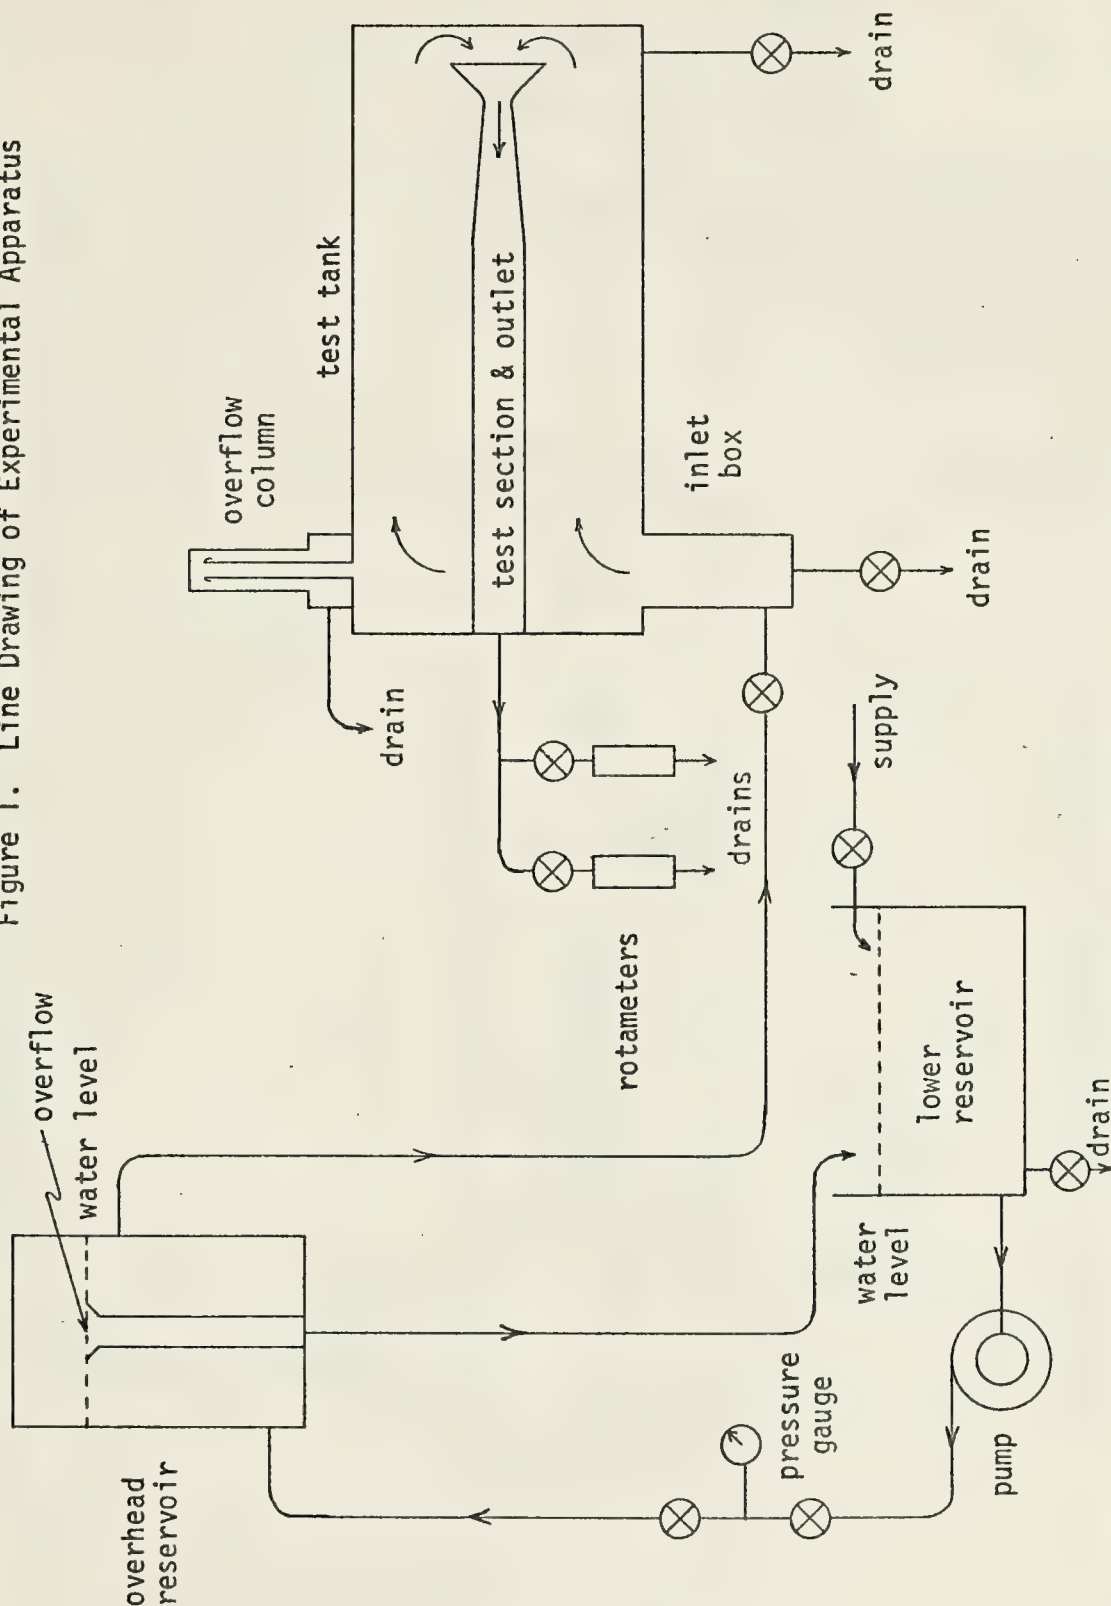 Figure 1. Line Drawing of Experimental Apparatus
overhead
reservoir
overflow
water level
overflow
column
test tank
test section & outlet
drain
drain
inlet
box
drain
drains
rotameters
supply
lower
reservoir
water
level
drain
pressure
gauge
pump